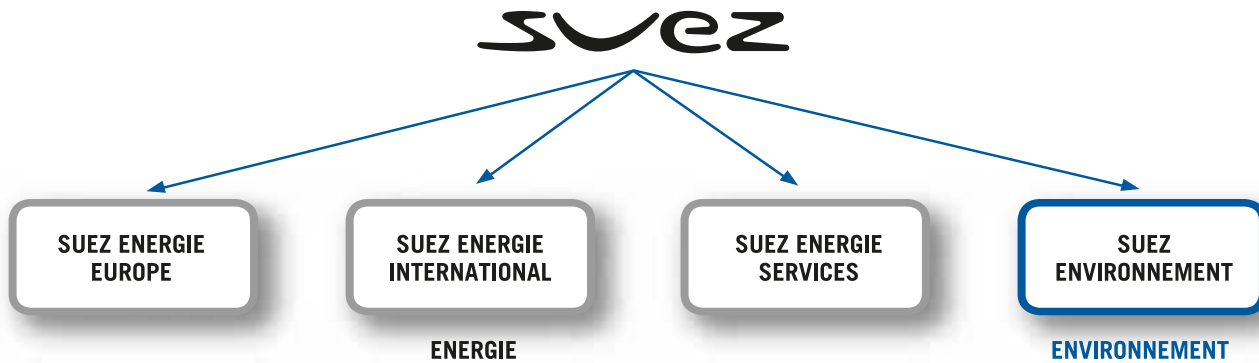 suez
SUEZ ENERGIE
EUROPE
SUEZ ENERGIE
INTERNATIONAL
SUEZ ENERGIE
SERVICES
SUEZ
ENVIRONNEMENT
ENERGIE
ENVIRONNEMENT